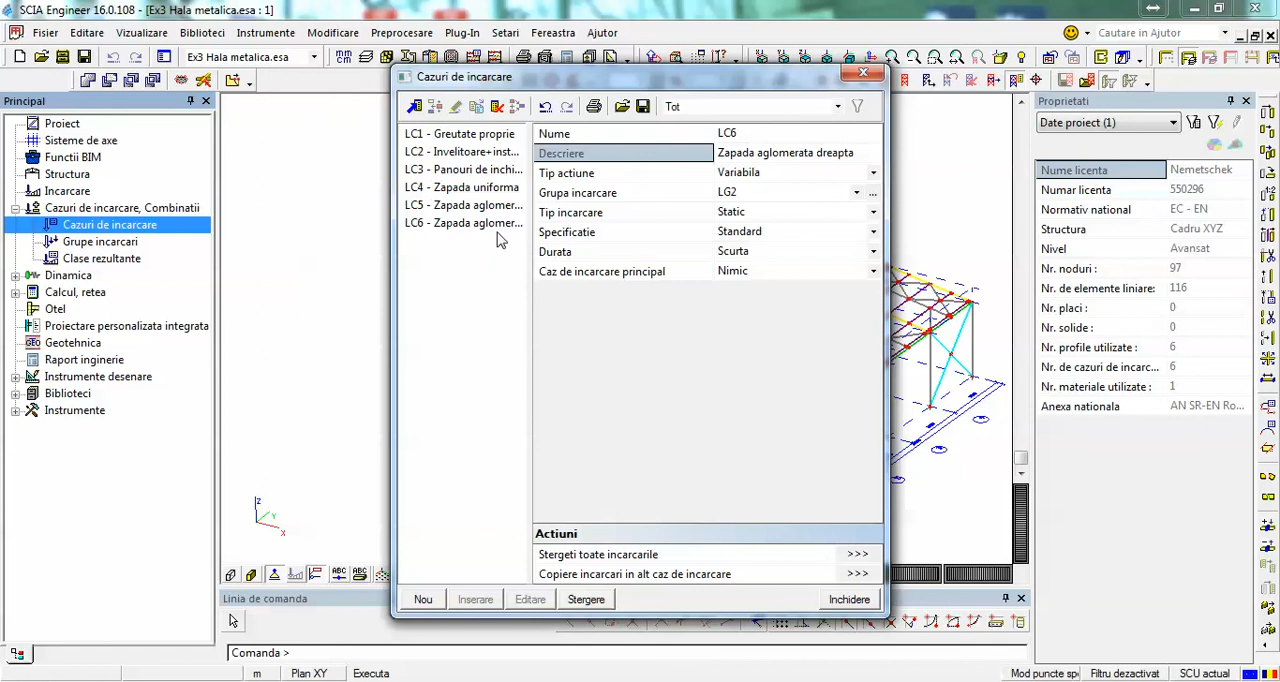 SCIA Engineer 16.0.108 - [Ex3 Hala metalica.esa : 1]
Fisier Editare Vizualizare Biblioteci Instrumente Modificare Preprocesare Plug-In Setari Fereastra Ajutor
Cautare in Ajutor
Ex3 Hala metalica.esa
Principal
Project
Sisteme de axe
Functii BIM
Structura
Incarcare
Cazuri de incarcare, Combinatii
Cazuri de incarcare
Grupe incarcari
Clase rezultante
Dinamica
Calcul, retea
Otel
Proiectare personalizata integrata
Geotehnica
Raport inginerie
Instrumente desenare
Biblioteci
Instrumente
Cazuri de incarcare
Tot
LC1 - Greutate proprie
LC2 - Invelitoare+ inst...
LC3 - Panouri de inchi...
LC4 - Zapada uniforma
LC5 - Zapada aglomer...
LC6 - Zapada aglomer...
Nume LC6
Descriere Zapada aglomerata dreapta
Tip actiune Variabila
Grupa incarcare LG2 ...
Tip incarcare Static
Specificatie Standard
Durata Scurta
Caz de incarcare principal Nimic
Actiuni
Stergeti toate incarcarile >>>
Copiere incarcari in alt caz de incarcare >>>
Nou Inserare Editare Stergere Inchidere
Proprietati
Date proiect (1)
Nume licenta Nemetschek
Numar licenta 550296
Normativ national EC - EN
Structura Cadru XYZ
Nivel Avansat
Nr. noduri : 97
Nr. de elemente liniare: 116
Nr. placi : 0
Nr. solide : 0
Nr. profile utilizate : 6
Nr. de cazuri de incarc... 6
Nr. materiale utilizate : 1
Anexa nationala AN SR-EN Ro...
Z
Y
X
ABC
Linia de comanda
Comanda >
m Plan XY Executa Mod puncte sp Filtru dezactivat SCU actual